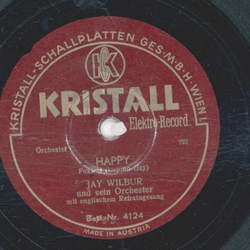 KRISTALL-SCHALLPLATTEN GES·M·B·H·WIEN
K
KRISTALL
Elektro-Record.
Orchester
HAPPY
JAY WILBUR
und sein Orchester
mit englischem Refraingesang
Best.-Nr. 4124
MADE IN AUSTRIA